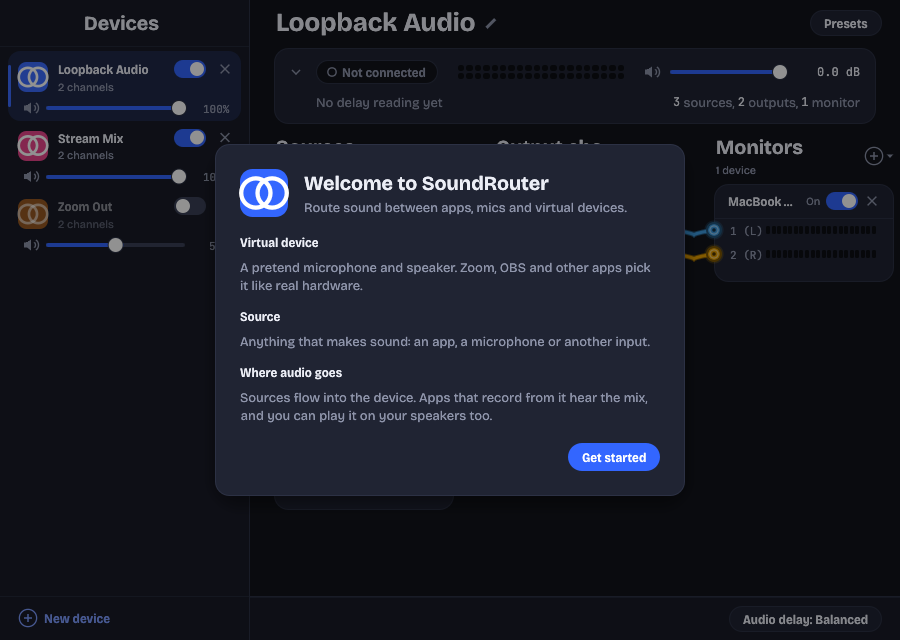 Devices
Loopback Audio
2 channels
100%
Stream Mix
2 channels
Zoom Out
2 channels
New device
Loopback Audio
Presets
Not connected
0.0 dB
No delay reading yet
3 sources, 2 outputs, 1 monitor
Sources
Monitors
1 device
MacBook ...
On
1 (L)
2 (R)
Welcome to SoundRouter
Route sound between apps, mics and virtual devices.
Virtual device
A pretend microphone and speaker. Zoom, OBS and other apps pick
it like real hardware.
Source
Anything that makes sound: an app, a microphone or another input.
Where audio goes
Sources flow into the device. Apps that record from it hear the mix,
and you can play it on your speakers too.
Get started
Audio delay: Balanced